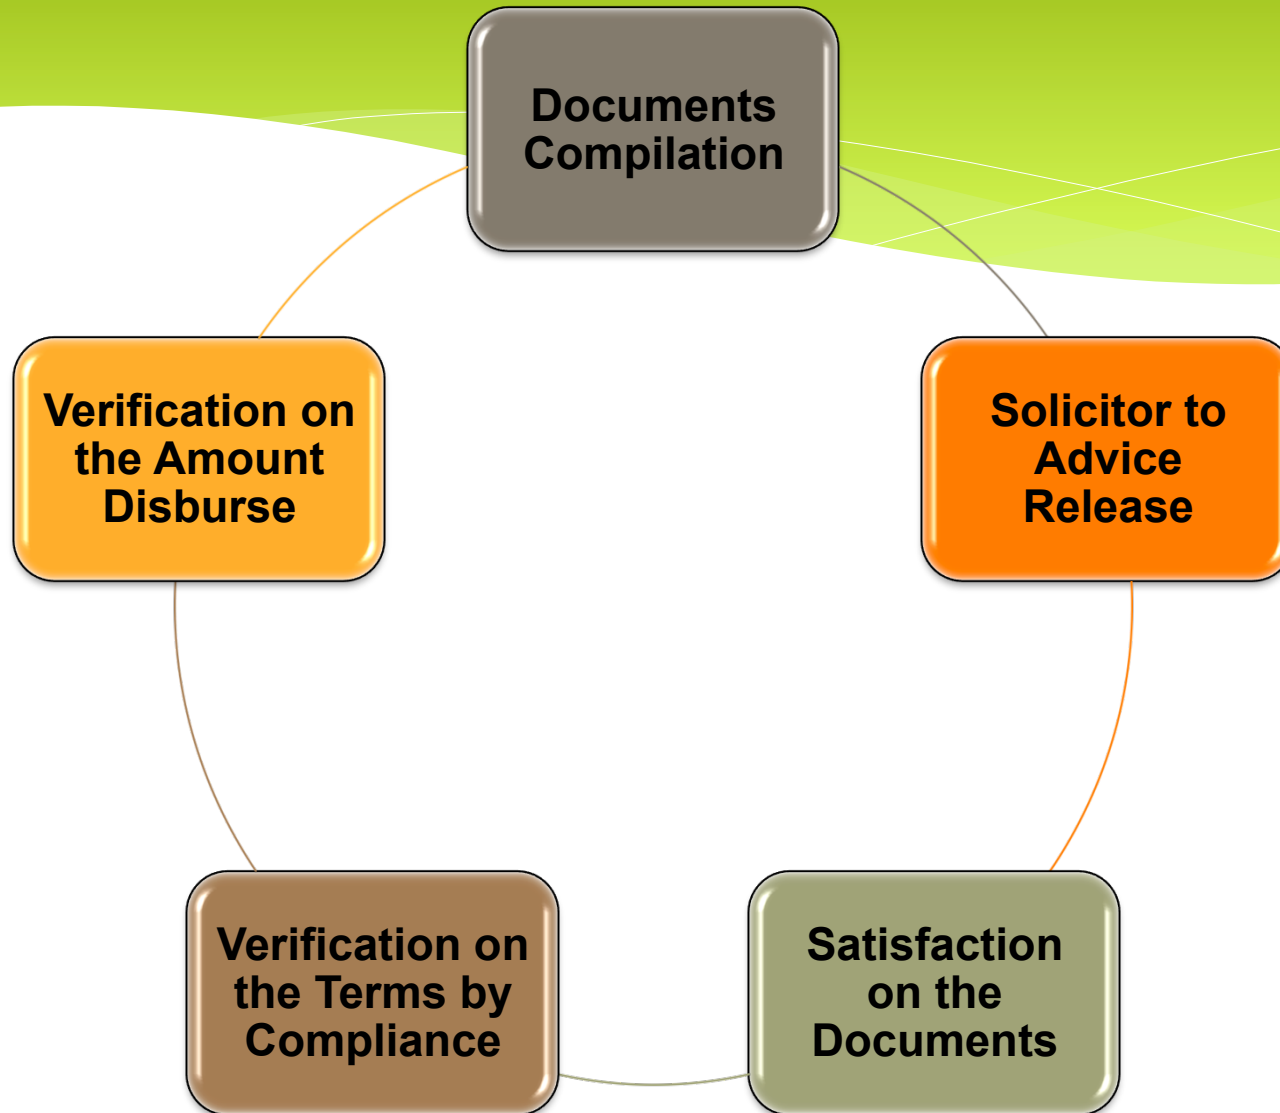 Documents
Compilation
Solicitor to
Advice
Release
Satisfaction
on the
Documents
Verification on
the Terms by
Compliance
Verification on
the Amount
Disburse